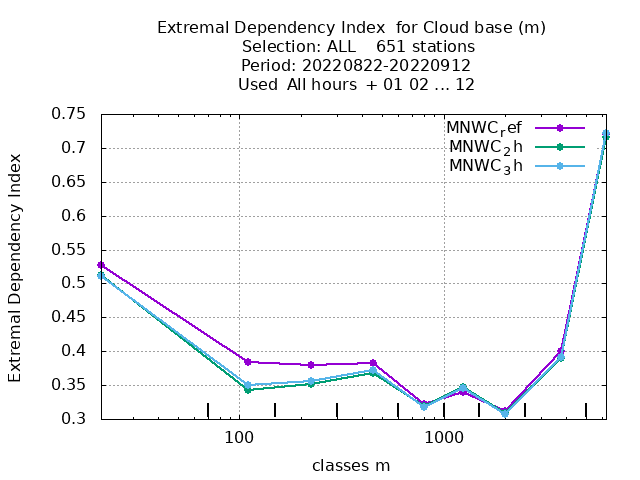 Extremal Dependency Index  for Cloud base (m)
Selection: ALL    651 stations
Period: 20220822-20220912
Used  All hours  + 01 02 ... 12
Extremal Dependency Index
0.75
0.7
0.65
0.6
0.55
0.5
0.45
0.4
0.35
0.3
MNWC_ref
MNWC_2h
MNWC_3h
100
1000
classes m